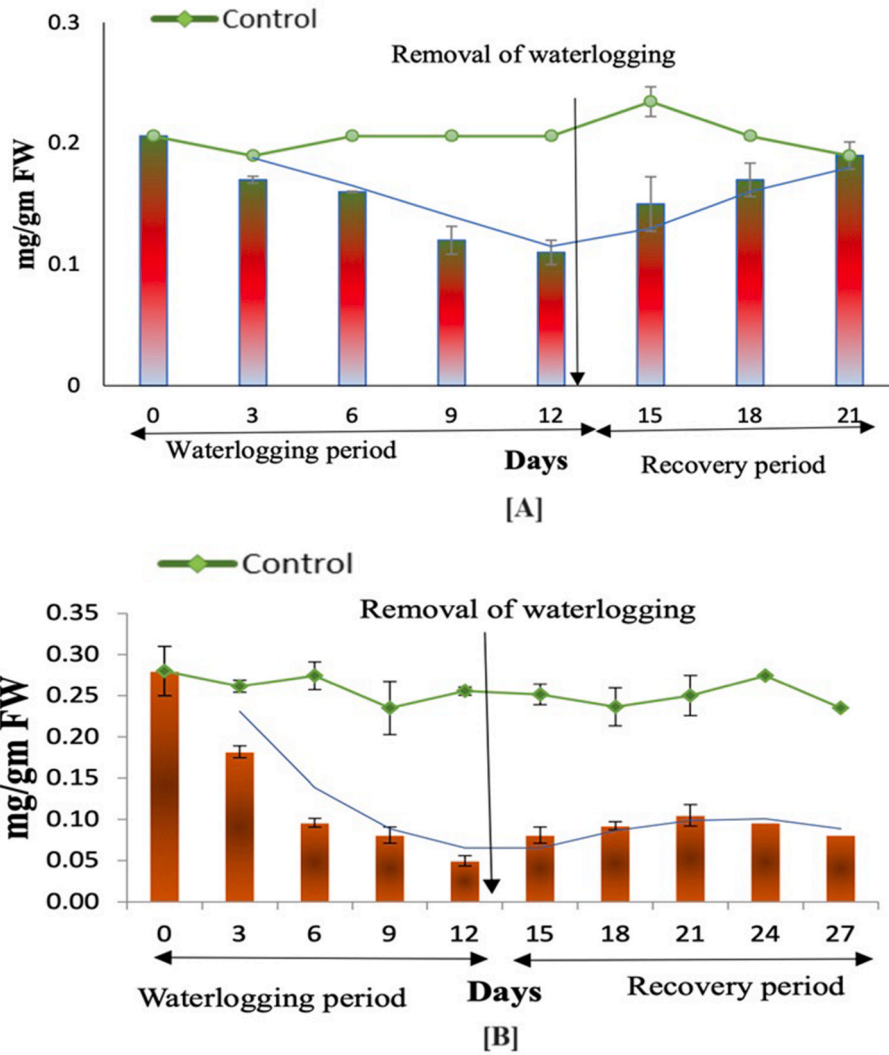 Control
Removal of waterlogging
mg/gm FW
0.3
0.2
0.1
0
0 3 6 9 12 15 18 21
Waterlogging period Days Recovery period
[A]
Control
Removal of waterlogging
mg/gm FW
0.35
0.30
0.25
0.20
0.15
0.10
0.05
0.00
0 3 6 9 12 15 18 21 24 27
Waterlogging period Days Recovery period
[B]